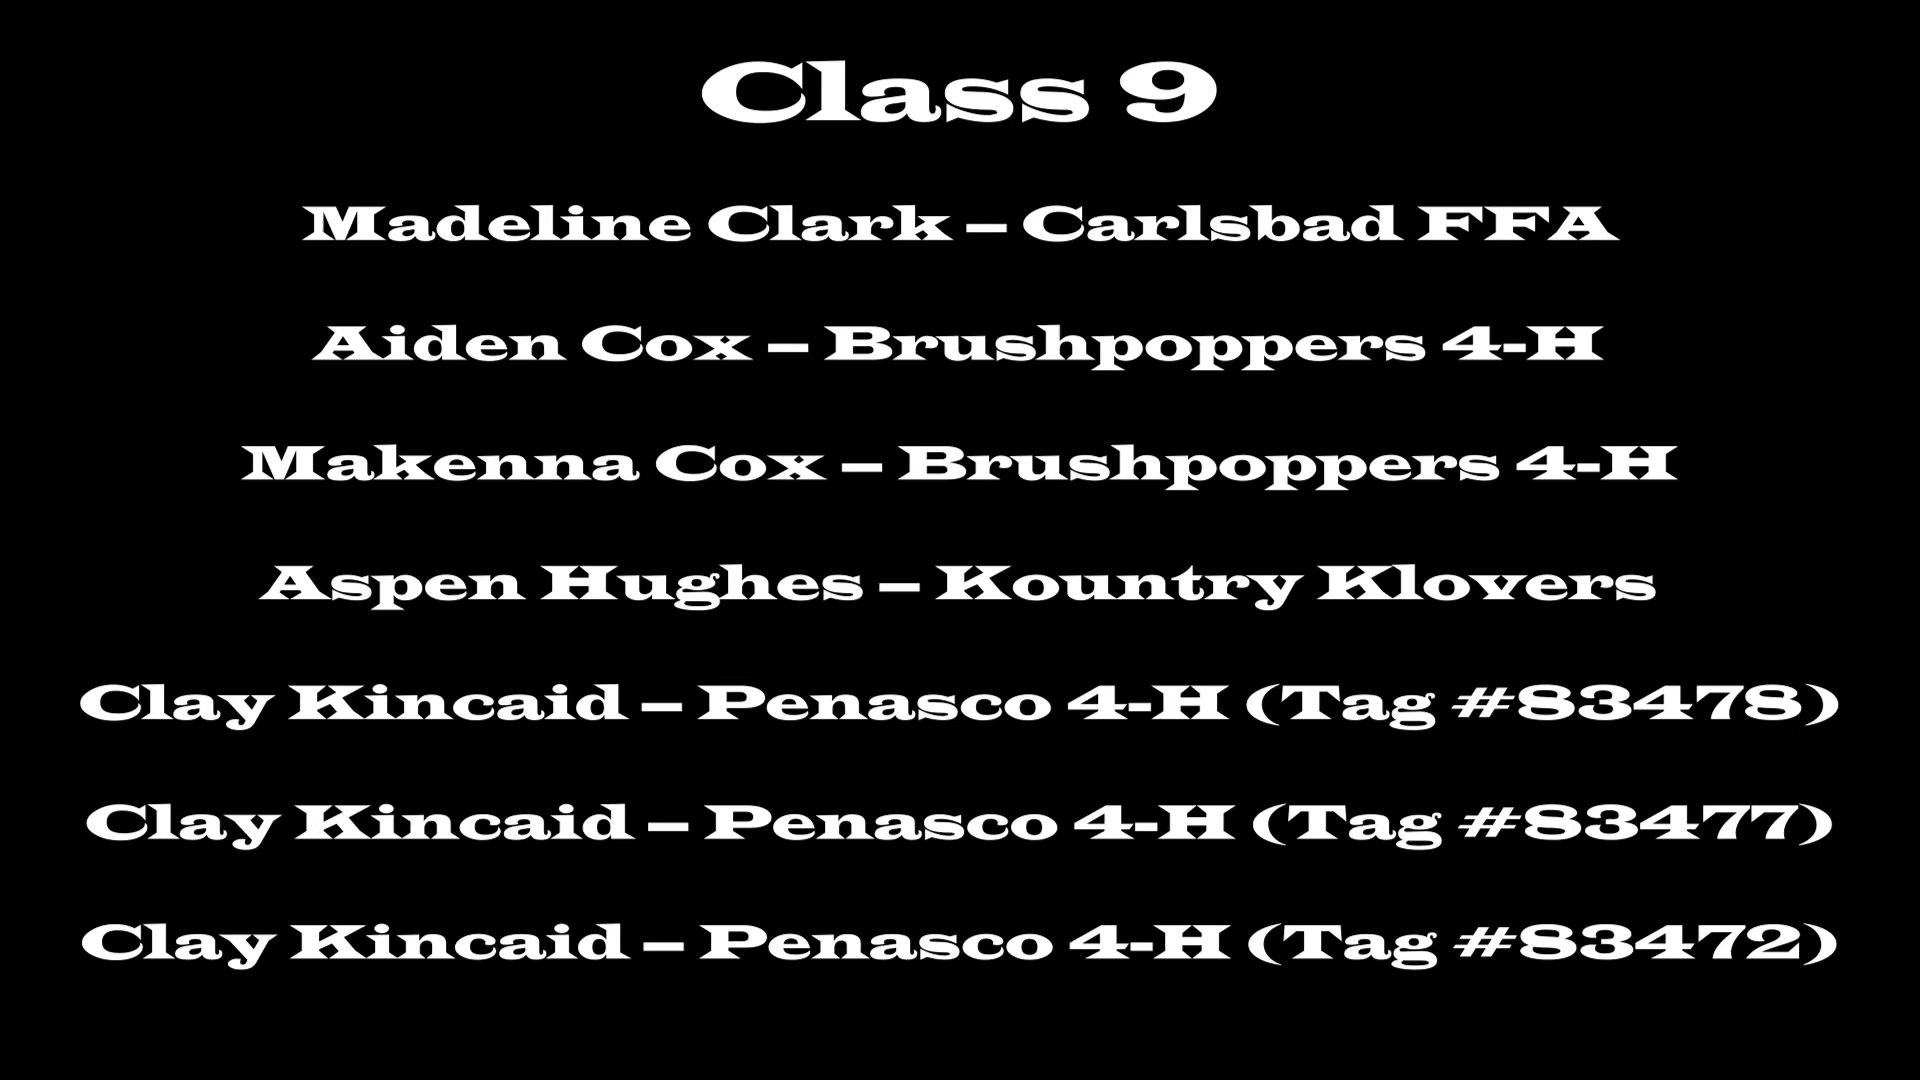 Class 9
Madeline Clark – Carlsbad FFA
Aiden Cox – Brushpoppers 4-H
Makenna Cox – Brushpoppers 4-H
Aspen Hughes – Kountry Klovers
Clay Kincaid – Penasco 4-H (Tag #83478)
Clay Kincaid – Penasco 4-H (Tag #83477)
Clay Kincaid – Penasco 4-H (Tag #83472)